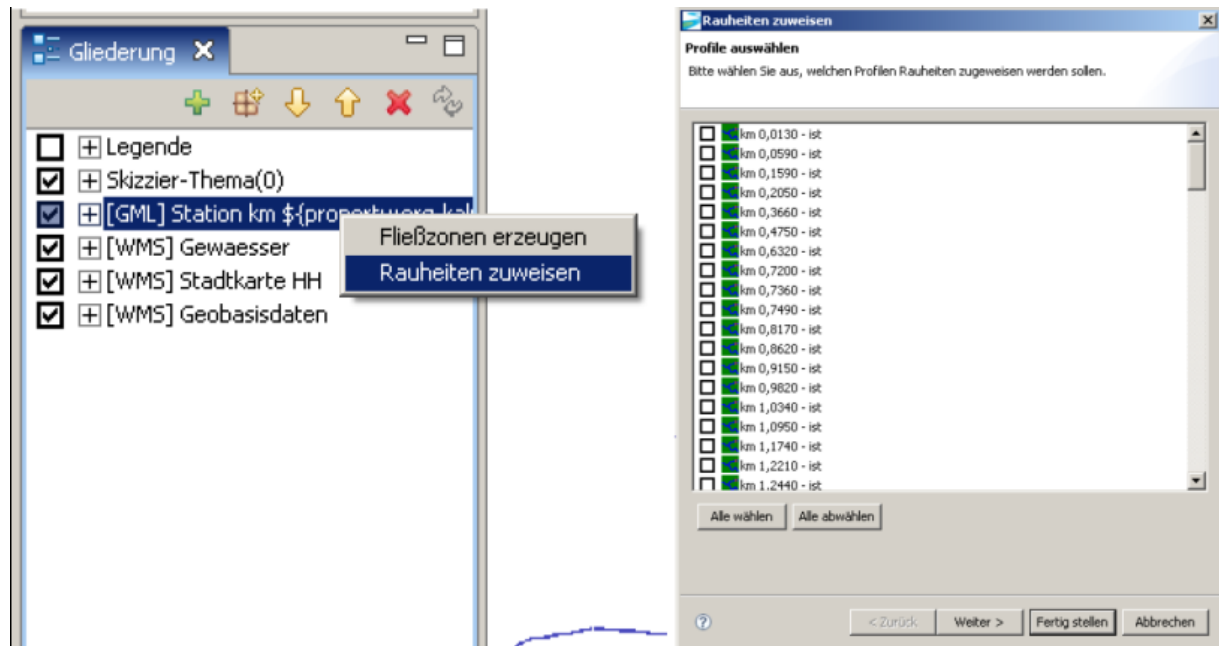 Gliederung
Legende
Skizzier-Thema(0)
[GML] Station km ${property:org.kal
Fließzonen erzeugen
Rauheiten zuweisen
[WMS] Gewaesser
[WMS] Stadtkarte HH
[WMS] Geobasisdaten
Rauheiten zuweisen
Profile auswählen
Bitte wählen Sie aus, welchen Profilen Rauheiten zugeweisen werden sollen.
km 0,0130 - ist
km 0,0590 - ist
km 0,1590 - ist
km 0,2050 - ist
km 0,3660 - ist
km 0,4750 - ist
km 0,6320 - ist
km 0,7200 - ist
km 0,7360 - ist
km 0,7490 - ist
km 0,8170 - ist
km 0,8620 - ist
km 0,9150 - ist
km 0,9820 - ist
km 1,0340 - ist
km 1,0950 - ist
km 1,1740 - ist
km 1,2210 - ist
km 1.2440 - ist
Alle wählen Alle abwählen
< Zurück Weiter > Fertig stellen Abbrechen